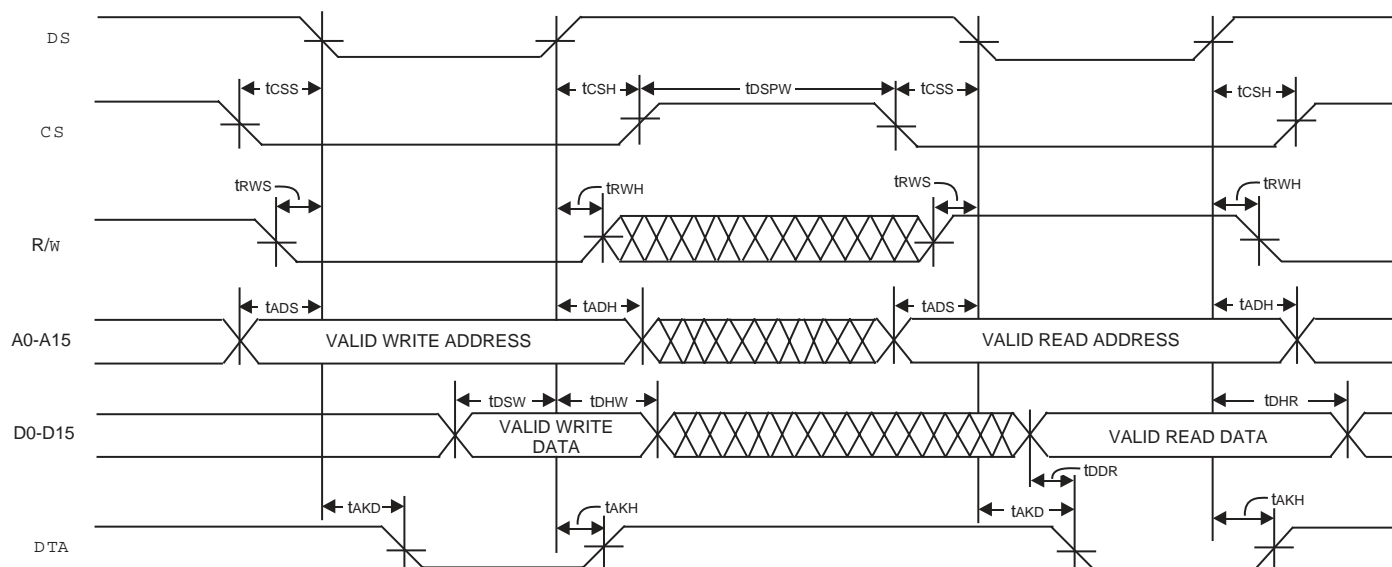 DS
tCSS
tCSH
tDSPW
tCSS
tCSH
CS
tRWS
tRWH
tRWS
tRWH
R/W
tADS
tADH
tADS
tADH
A0-A15
VALID WRITE ADDRESS
VALID READ ADDRESS
tDSW
tDHW
tDHR
D0-D15
VALID WRITE
DATA
VALID READ DATA
tDDR
tAKD
tAKH
tAKD
tAKH
DTA